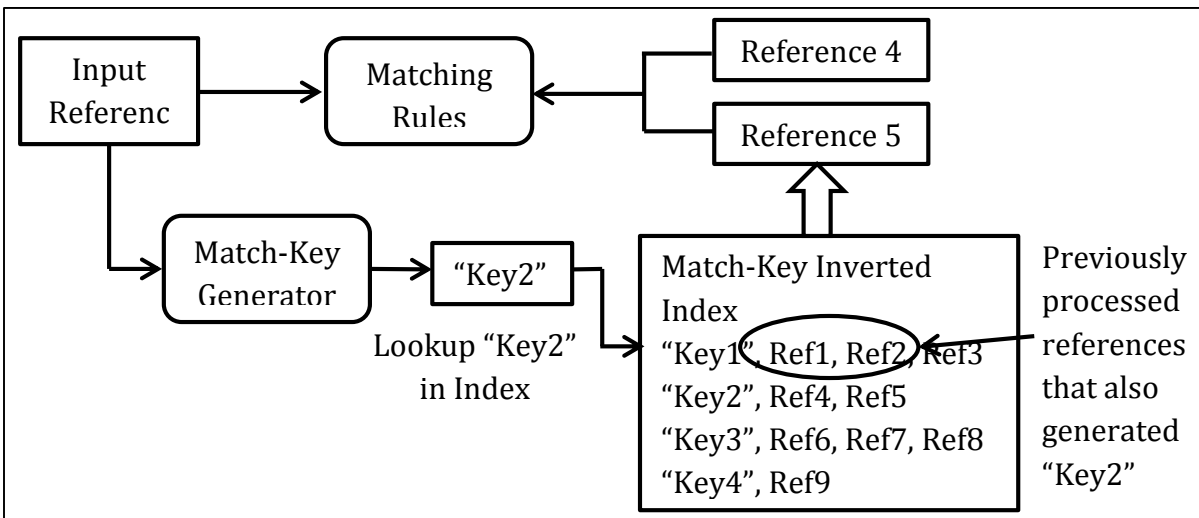 Input
Referenc
Matching
Rules
Reference 4
Reference 5
Match-Key
Generator
“Key2”
Lookup “Key2”
in Index
Match-Key Inverted
Index
“Key1”, Ref1, Ref2, Ref3
“Key2”, Ref4, Ref5
“Key3”, Ref6, Ref7, Ref8
“Key4”, Ref9
Previously
processed
references
that also
generated
“Key2”